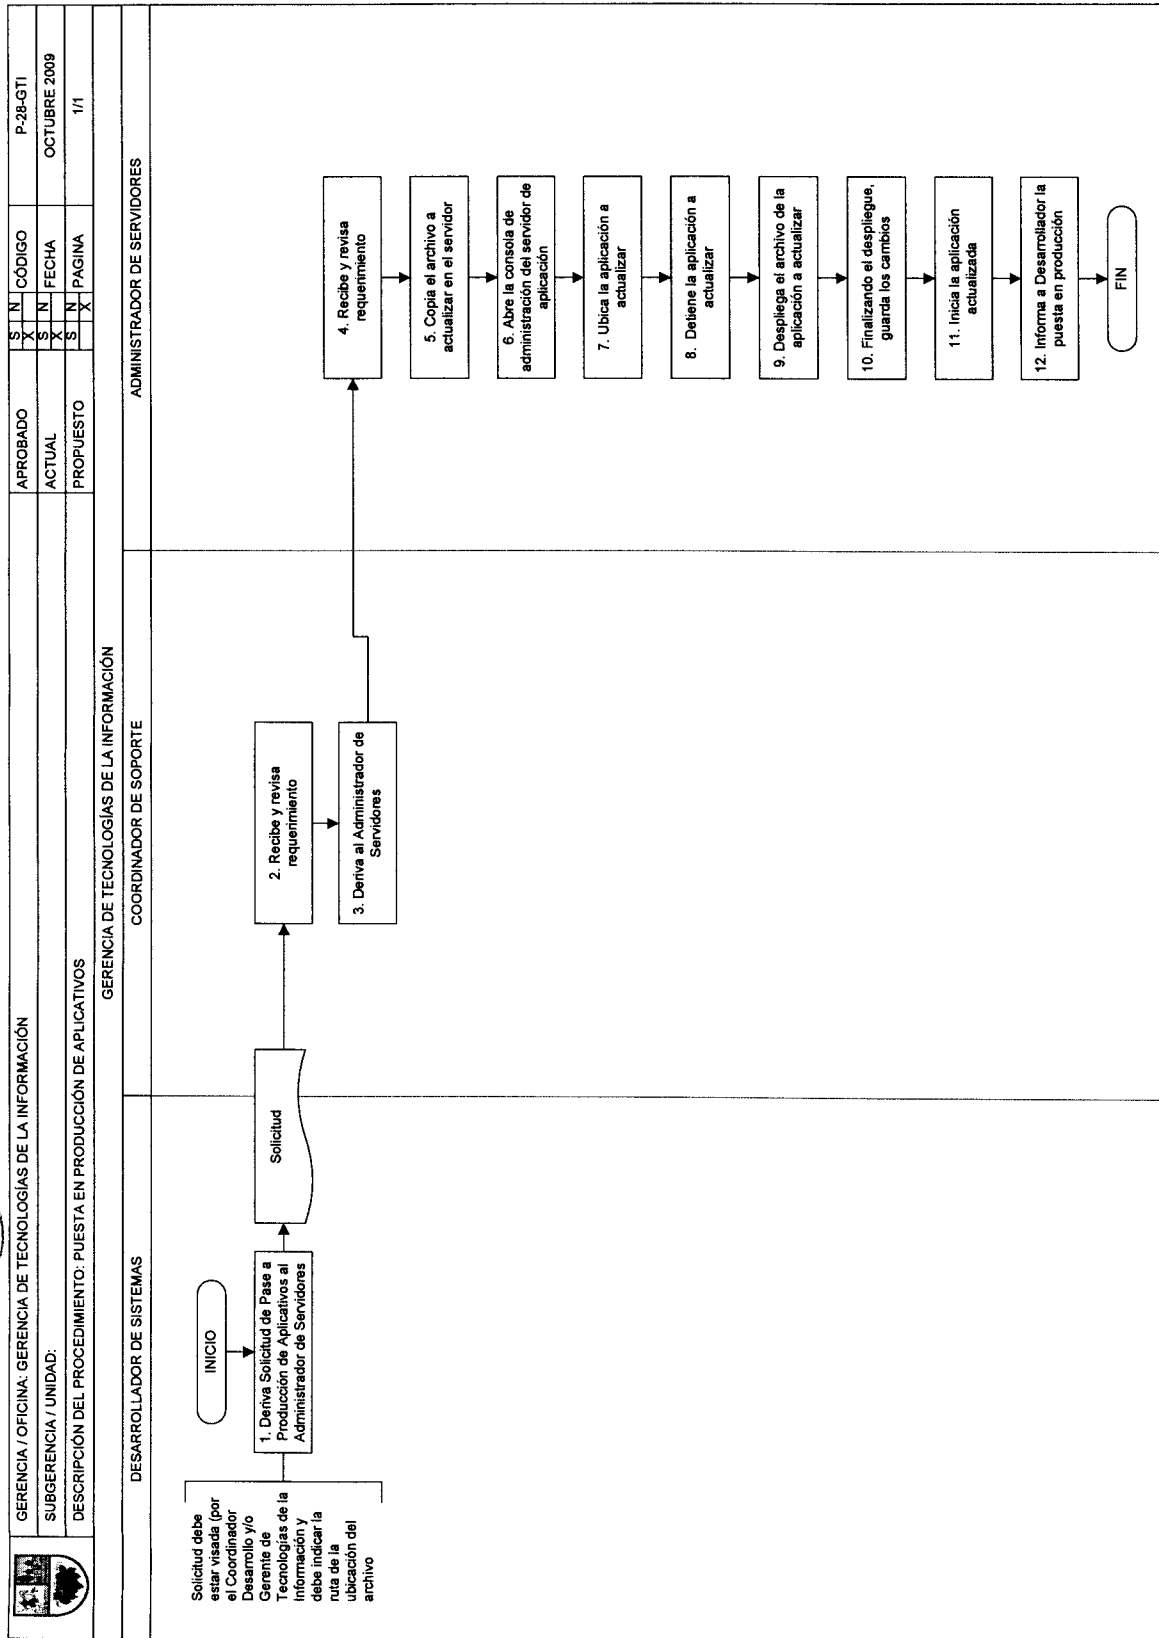 GERENCIA / OFICINA: GERENCIA DE TECNOLOGÍAS DE LA INFORMACIÓN
APROBADO
S N
X
CÓDIGO
P-28-GTI
SUBGERENCIA / UNIDAD:
ACTUAL
S N
X
FECHA
OCTUBRE 2009
DESCRIPCIÓN DEL PROCEDIMIENTO: PUESTA EN PRODUCCIÓN DE APLICATIVOS
PROPUESTO
S N
X
PAGINA
1/1
GERENCIA DE TECNOLOGÍAS DE LA INFORMACIÓN
DESARROLLADOR DE SISTEMAS
COORDINADOR DE SOPORTE
ADMINISTRADOR DE SERVIDORES
Solicitud debe
estar visada (por
el Coordinador
Desarrollo y/o
Gerente de
Tecnologías de la
Información y
debe indicar la
ruta de la
ubicación del
archivo
INICIO
1. Deriva Solicitud de Pase a
Producción de Aplicativos al
Administrador de Servidores
Solicitud
2. Recibe y revisa
requerimiento
3. Deriva al Administrador de
Servidores
4. Recibe y revisa
requerimiento
5. Copia el archivo a
actualizar en el servidor
6. Abre la consola de
administración del servidor de
aplicación
7. Ubica la aplicación a
actualizar
8. Detiene la aplicación a
actualizar
9. Despliega el archivo de la
aplicación a actualizar
10. Finalizando el despliegue,
guarda los cambios
11. Inicia la aplicación
actualizada
12. Informa a Desarrollador la
puesta en producción
FIN